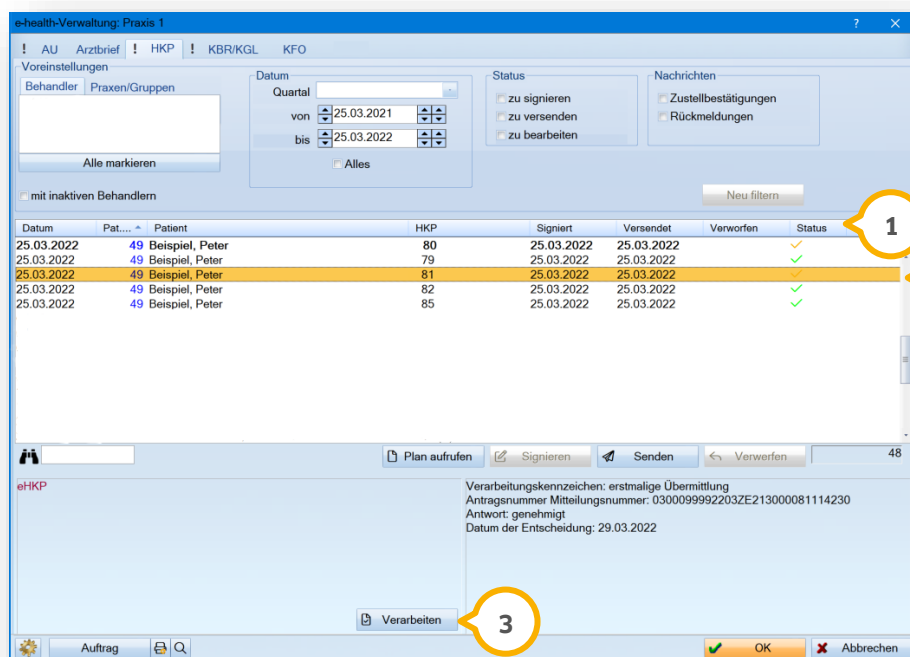 e-health-Verwaltung: Praxis 1 ? ×
! AU Arztbrief ! HKP ! KBR/KGL KFO
Voreinstellungen
Behandler Praxen/Gruppen
Alle markieren
mit inaktiven Behandlern
Datum
Quartal
von 25.03.2021
bis 25.03.2022
Alles
Status
zu signieren
zu versenden
zu bearbeiten
Nachrichten
Zustellbestätigungen
Rückmeldungen
Neu filtern
1
Datum Pat.... Patient HKP Signiert Versendet Verworfen Status
25.03.2022 49 Beispiel, Peter 80 25.03.2022 25.03.2022
25.03.2022 49 Beispiel, Peter 79 25.03.2022 25.03.2022
25.03.2022 49 Beispiel, Peter 81 25.03.2022 25.03.2022
25.03.2022 49 Beispiel, Peter 82 25.03.2022 25.03.2022
25.03.2022 49 Beispiel, Peter 85 25.03.2022 25.03.2022
Plan aufrufen Signieren Senden Verwerfen 48
eHKP
Verarbeitungskennzeichen: erstmalige Übermittlung
Antragsnummer Mitteilungsnummer: 0300099992203ZE213000081114230
Antwort: genehmigt
Datum der Entscheidung: 29.03.2022
Verarbeiten 3
Auftrag OK Abbrechen